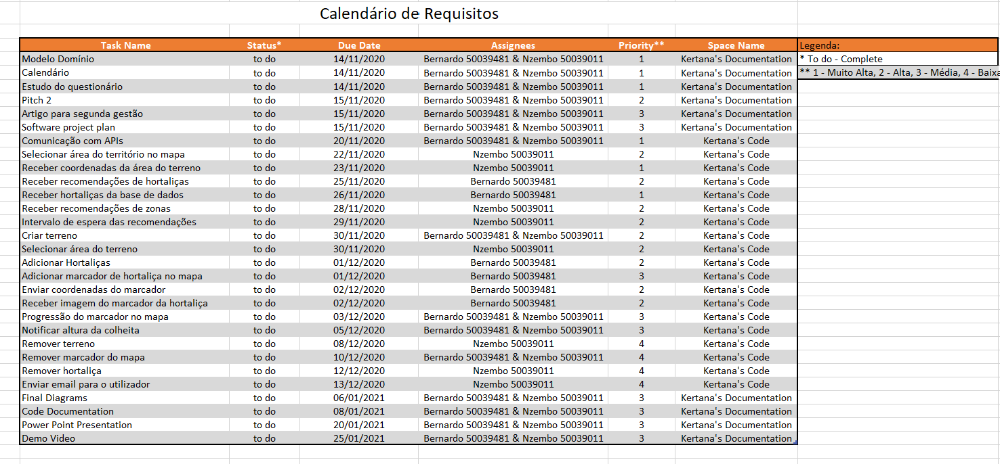 Calendário de Requisitos
Task Name Status* Due Date Assignees Priority** Space Name Legenda:
Modelo Domínio to do 14/11/2020 Bernardo 50039481 & Nzembo 50039011 1 Kertana's Documentation * To do - Complete
Calendário to do 14/11/2020 Bernardo 50039481 & Nzembo 50039011 1 Kertana's Documentation ** 1 - Muito Alta, 2 - Alta, 3 - Média, 4 - Baixa
Estudo do questionário to do 14/11/2020 Bernardo 50039481 & Nzembo 50039011 1 Kertana's Documentation
Pitch 2 to do 15/11/2020 Bernardo 50039481 & Nzembo 50039011 2 Kertana's Documentation
Artigo para segunda gestão to do 15/11/2020 Bernardo 50039481 & Nzembo 50039011 3 Kertana's Documentation
Software project plan to do 15/11/2020 Bernardo 50039481 & Nzembo 50039011 3 Kertana's Documentation
Comunicação com APIs to do 20/11/2020 Bernardo 50039481 & Nzembo 50039011 1 Kertana's Code
Selecionar área do território no mapa to do 22/11/2020 Nzembo 50039011 2 Kertana's Code
Receber coordenadas da área do terreno to do 23/11/2020 Nzembo 50039011 1 Kertana's Code
Receber recomendações de hortaliças to do 25/11/2020 Bernardo 50039481 2 Kertana's Code
Receber hortaliças da base de dados to do 26/11/2020 Bernardo 50039481 1 Kertana's Code
Receber recomendações de zonas to do 28/11/2020 Nzembo 50039011 2 Kertana's Code
Intervalo de espera das recomendações to do 29/11/2020 Nzembo 50039011 2 Kertana's Code
Criar terreno to do 30/11/2020 Bernardo 50039481 & Nzembo 50039011 2 Kertana's Code
Selecionar área do terreno to do 30/11/2020 Nzembo 50039011 2 Kertana's Code
Adicionar Hortaliças to do 01/12/2020 Bernardo 50039481 2 Kertana's Code
Adicionar marcador de hortaliça no mapa to do 01/12/2020 Bernardo 50039481 3 Kertana's Code
Enviar coordenadas do marcador to do 02/12/2020 Bernardo 50039481 2 Kertana's Code
Receber imagem do marcador da hortaliça to do 02/12/2020 Bernardo 50039481 2 Kertana's Code
Progressão do marcador no mapa to do 03/12/2020 Bernardo 50039481 & Nzembo 50039011 3 Kertana's Code
Notificar altura da colheita to do 05/12/2020 Bernardo 50039481 & Nzembo 50039011 3 Kertana's Code
Remover terreno to do 08/12/2020 Nzembo 50039011 4 Kertana's Code
Remover marcador do mapa to do 10/12/2020 Bernardo 50039481 & Nzembo 50039011 4 Kertana's Code
Remover hortaliça to do 12/12/2020 Nzembo 50039011 4 Kertana's Code
Enviar email para o utilizador to do 13/12/2020 Nzembo 50039011 4 Kertana's Code
Final Diagrams to do 06/01/2021 Bernardo 50039481 & Nzembo 50039011 3 Kertana's Documentation
Code Documentation to do 08/01/2021 Bernardo 50039481 & Nzembo 50039011 3 Kertana's Documentation
Power Point Presentation to do 20/01/2021 Bernardo 50039481 & Nzembo 50039011 3 Kertana's Documentation
Demo Video to do 25/01/2021 Bernardo 50039481 & Nzembo 50039011 3 Kertana's Documentation